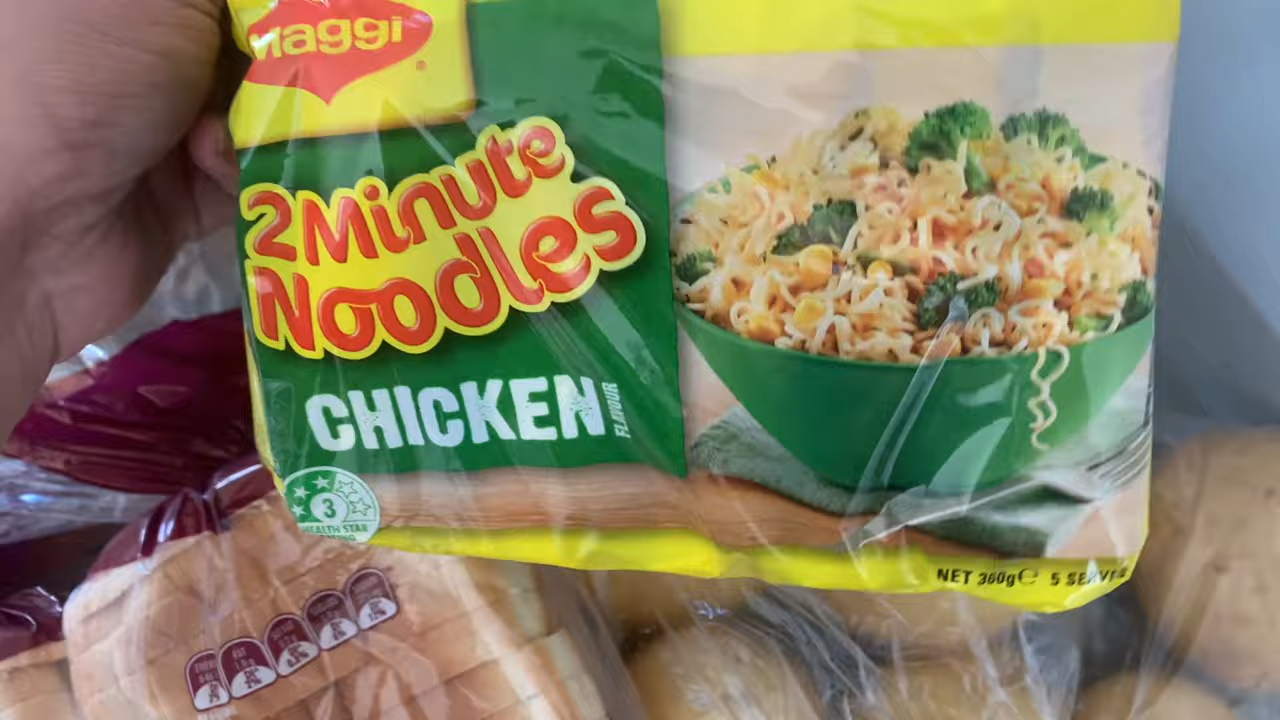 Maggi
2 Minute
Noodles
CHICKEN
FLAVOUR
3
HEALTH STAR
NET 360g e 5 SERVES